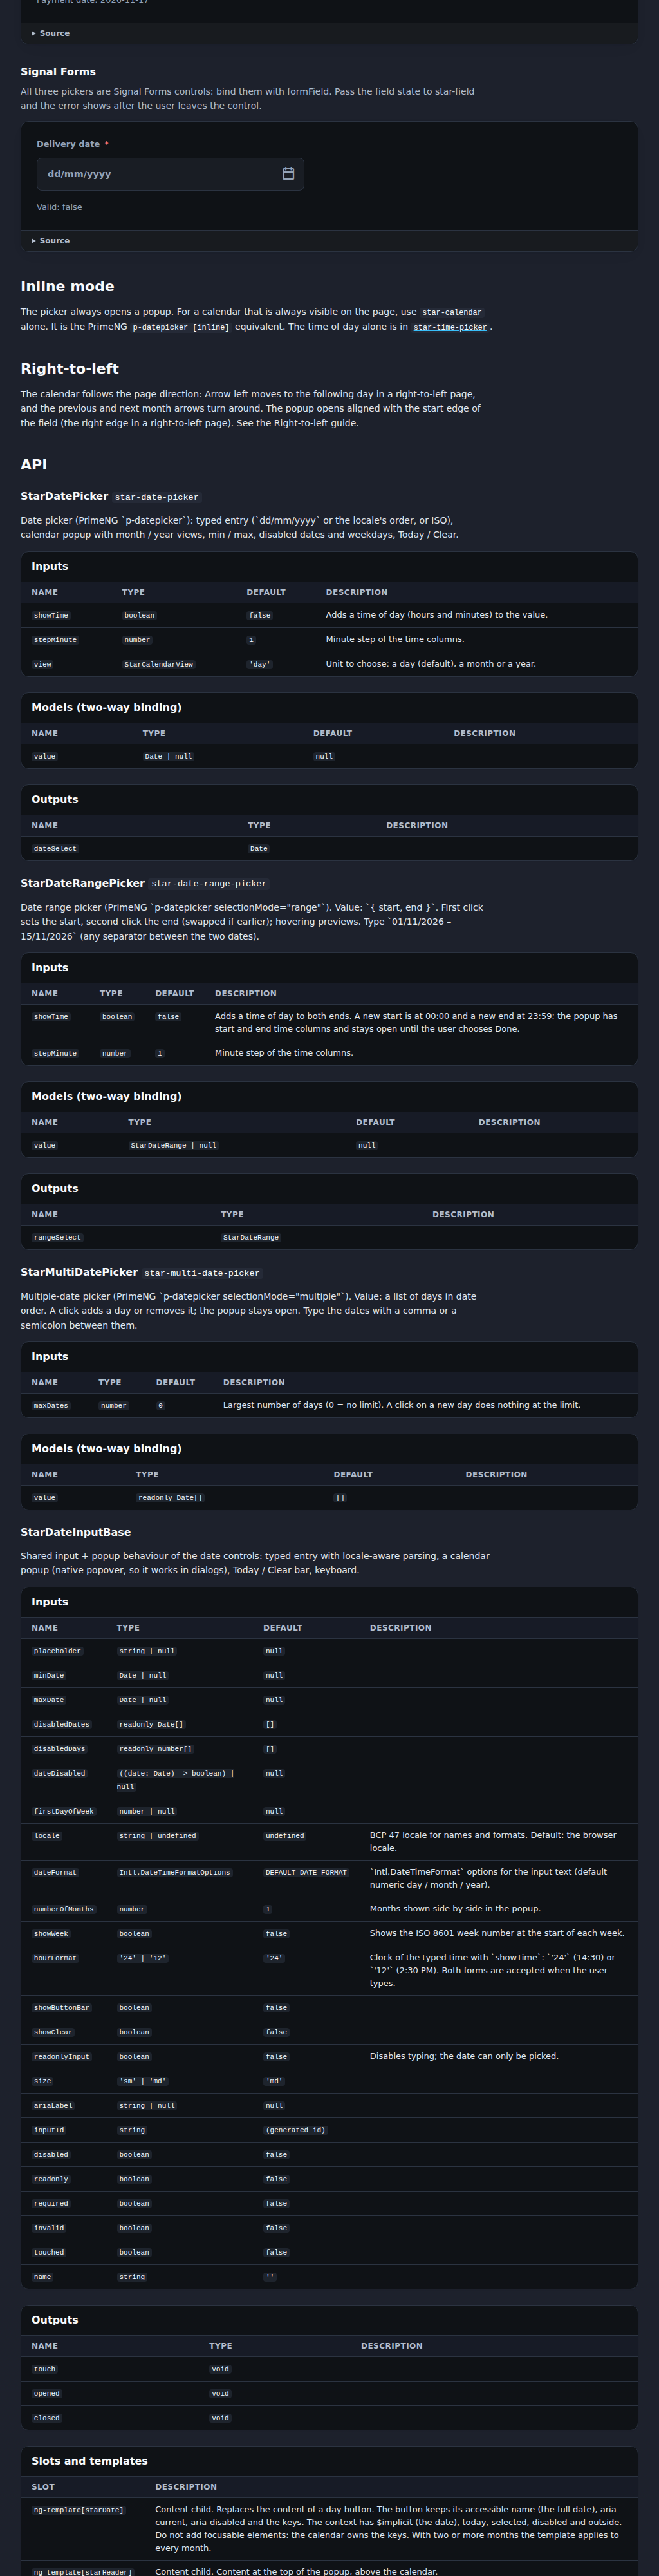 Payment date: 2026-11-17
▶ Source
Signal Forms
All three pickers are Signal Forms controls: bind them with formField. Pass the field state to star-field
and the error shows after the user leaves the control.
Delivery date *
dd/mm/yyyy
Valid: false
▶ Source
Inline mode
The picker always opens a popup. For a calendar that is always visible on the page, use star-calendar
alone. It is the PrimeNG p-datepicker [inline] equivalent. The time of day alone is in star-time-picker.
Right-to-left
The calendar follows the page direction: Arrow left moves to the following day in a right-to-left page,
and the previous and next month arrows turn around. The popup opens aligned with the start edge of
the field (the right edge in a right-to-left page). See the Right-to-left guide.
API
StarDatePicker star-date-picker
Date picker (PrimeNG `p-datepicker`): typed entry (`dd/mm/yyyy` or the locale's order, or ISO),
calendar popup with month / year views, min / max, disabled dates and weekdays, Today / Clear.
Inputs
NAME TYPE DEFAULT DESCRIPTION
showTime boolean false Adds a time of day (hours and minutes) to the value.
stepMinute number 1 Minute step of the time columns.
view StarCalendarView 'day' Unit to choose: a day (default), a month or a year.
Models (two-way binding)
NAME TYPE DEFAULT DESCRIPTION
value Date | null null
Outputs
NAME TYPE DESCRIPTION
dateSelect Date
StarDateRangePicker star-date-range-picker
Date range picker (PrimeNG `p-datepicker selectionMode="range"`). Value: `{ start, end }`. First click
sets the start, second click the end (swapped if earlier); hovering previews. Type `01/11/2026 –
15/11/2026` (any separator between the two dates).
Inputs
NAME TYPE DEFAULT DESCRIPTION
showTime boolean false Adds a time of day to both ends. A new start is at 00:00 and a new end at 23:59; the popup has
start and end time columns and stays open until the user chooses Done.
stepMinute number 1 Minute step of the time columns.
Models (two-way binding)
NAME TYPE DEFAULT DESCRIPTION
value StarDateRange | null null
Outputs
NAME TYPE DESCRIPTION
rangeSelect StarDateRange
StarMultiDatePicker star-multi-date-picker
Multiple-date picker (PrimeNG `p-datepicker selectionMode="multiple"`). Value: a list of days in date
order. A click adds a day or removes it; the popup stays open. Type the dates with a comma or a
semicolon between them.
Inputs
NAME TYPE DEFAULT DESCRIPTION
maxDates number 0 Largest number of days (0 = no limit). A click on a new day does nothing at the limit.
Models (two-way binding)
NAME TYPE DEFAULT DESCRIPTION
value readonly Date[] []
StarDateInputBase
Shared input + popup behaviour of the date controls: typed entry with locale-aware parsing, a calendar
popup (native popover, so it works in dialogs), Today / Clear bar, keyboard.
Inputs
NAME TYPE DEFAULT DESCRIPTION
placeholder string | null null
minDate Date | null null
maxDate Date | null null
disabledDates readonly Date[] []
disabledDays readonly number[] []
dateDisabled ((date: Date) => boolean) | null
null
firstDayOfWeek number | null null
locale string | undefined undefined BCP 47 locale for names and formats. Default: the browser
locale.
dateFormat Intl.DateTimeFormatOptions DEFAULT_DATE_FORMAT `Intl.DateTimeFormat` options for the input text (default
numeric day / month / year).
numberOfMonths number 1 Months shown side by side in the popup.
showWeek boolean false Shows the ISO 8601 week number at the start of each week.
hourFormat '24' | '12' '24' Clock of the typed time with `showTime`: `'24'` (14:30) or
`'12'` (2:30 PM). Both forms are accepted when the user
types.
showButtonBar boolean false
showClear boolean false
readonlyInput boolean false Disables typing; the date can only be picked.
size 'sm' | 'md' 'md'
ariaLabel string | null null
inputId string (generated id)
disabled boolean false
readonly boolean false
required boolean false
invalid boolean false
touched boolean false
name string ''
Outputs
NAME TYPE DESCRIPTION
touch void
opened void
closed void
Slots and templates
SLOT DESCRIPTION
ng-template[starDate] Content child. Replaces the content of a day button. The button keeps its accessible name (the full date), aria-
current, aria-disabled and the keys. The context has $implicit (the date), today, selected, disabled and outside.
Do not add focusable elements: the calendar owns the keys. With two or more months the template applies to
every month.
ng-template[starHeader] Content child. Content at the top of the popup, above the calendar.